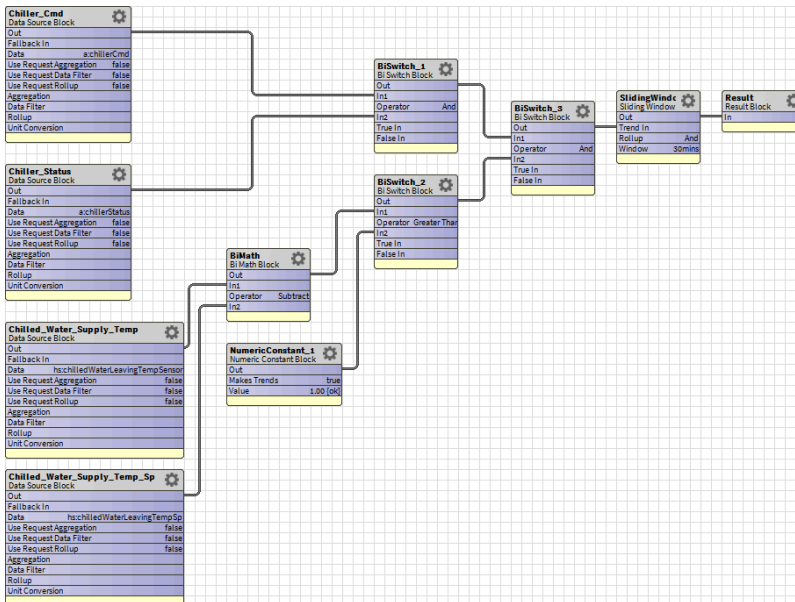 Chiller_Cmd
Data Source Block
Out
Fallback In
Data a:chillerCmd
Use Request Aggregation false
Use Request Data Filter false
Use Request Rollup false
Aggregation
Data Filter
Rollup
Unit Conversion
Chiller_Status
Data Source Block
Out
Fallback In
Data a:chillerStatus
Use Request Aggregation false
Use Request Data Filter false
Use Request Rollup false
Aggregation
Data Filter
Rollup
Unit Conversion
Chilled_Water_Supply_Temp
Data Source Block
Out
Fallback In
Data hs:chilledWaterLeavingTempSensor
Use Request Aggregation false
Use Request Data Filter false
Use Request Rollup false
Aggregation
Data Filter
Rollup
Unit Conversion
Chilled_Water_Supply_Temp_Sp
Data Source Block
Out
Fallback In
Data hs:chilledWaterLeavingTempSp
Use Request Aggregation false
Use Request Data Filter false
Use Request Rollup false
Aggregation
Data Filter
Rollup
Unit Conversion
BiMath
Bi Math Block
Out
In1
Operator Subtract
In2
NumericConstant_1
Numeric Constant Block
Out
Makes Trends true
Value 1.00 {ok}
BiSwitch_1
Bi Switch Block
Out
In1
Operator And
In2
True In
False In
BiSwitch_2
Bi Switch Block
Out
In1
Operator Greater Than
In2
True In
False In
BiSwitch_3
Bi Switch Block
Out
In1
Operator And
In2
True In
False In
SlidingWindo
Sliding Window
Out
Trend In
Rollup And
Window 30mins
Result
Result Block
In